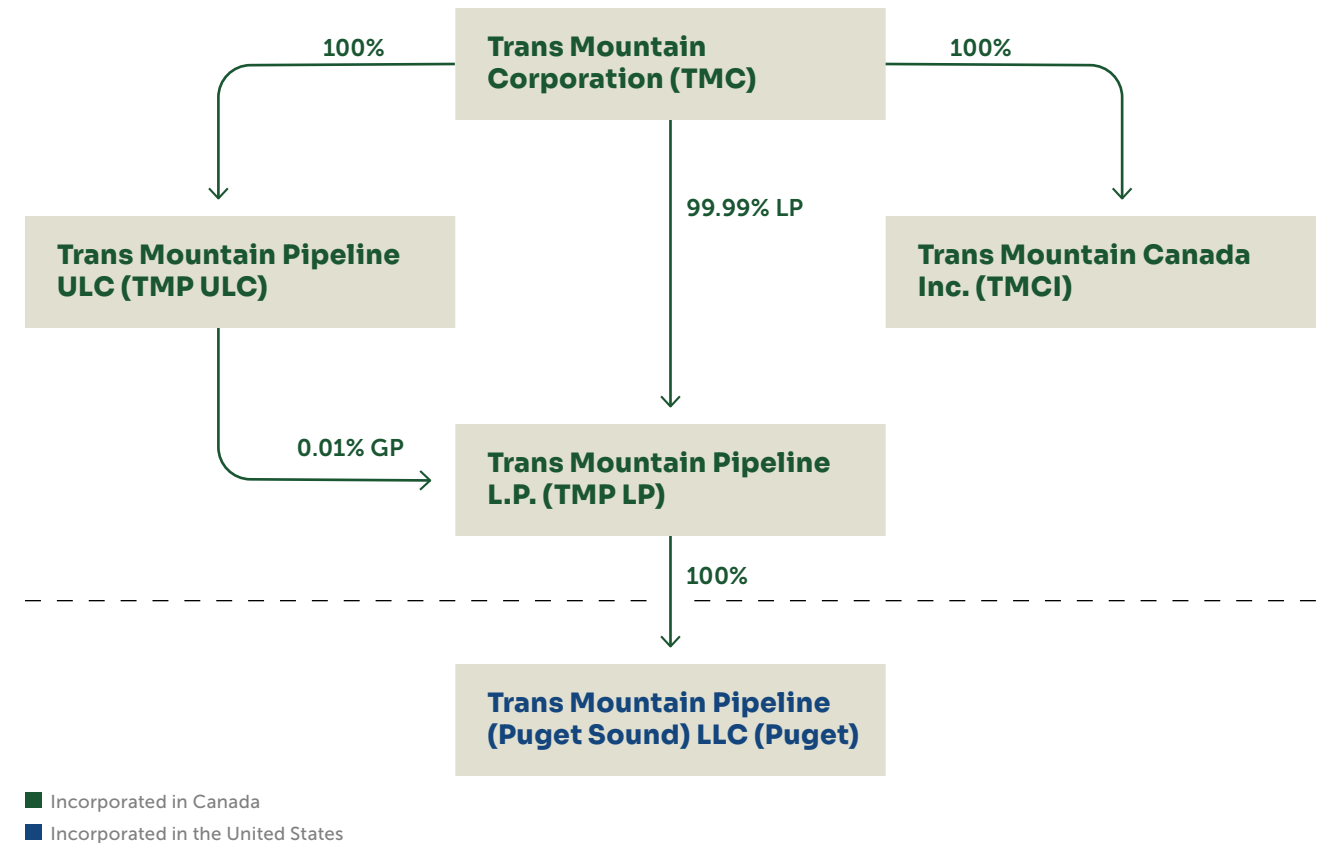 100%
Trans Mountain
Corporation (TMC)
100%
99.99% LP
Trans Mountain Pipeline
ULC (TMP ULC)
Trans Mountain Canada
Inc. (TMCI)
0.01% GP
Trans Mountain Pipeline
L.P. (TMP LP)
100%
Trans Mountain Pipeline
(Puget Sound) LLC (Puget)
Incorporated in Canada
Incorporated in the United States